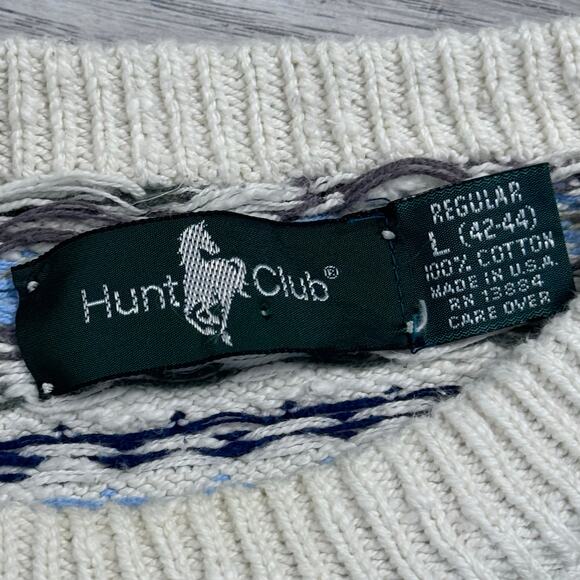 Hunt Club®
REGULAR
L (42-44)
100% COTTON
MADE IN U.S.A.
RN 13884
CARE OVER